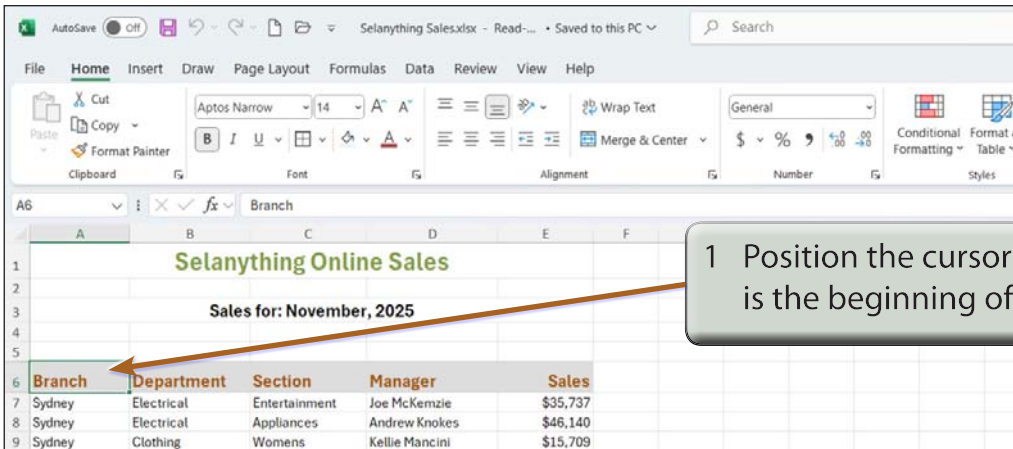 AutoSave Off Selanything Sales.xlsx - Read-... • Saved to this PC Search
File Home Insert Draw Page Layout Formulas Data Review View Help
Cut
Copy
Paste
Format Painter
Aptos Narrow 14 A A
B I U A
Wrap Text
Merge & Center
General
$ % 9
Conditional Formatting
Format
Table
Clipboard Font Alignment Number Styles
A6 fx Branch
A B C D E F
1 Selanything Online Sales
2
3 Sales for: November, 2025
4
5
6 Branch Department Section Manager Sales
7 Sydney Electrical Entertainment Joe McKemzie $35,737
8 Sydney Electrical Appliances Andrew Knokes $46,140
9 Sydney Clothing Womens Kellie Mancini $15,709
1 Position the cursor
is the beginning of